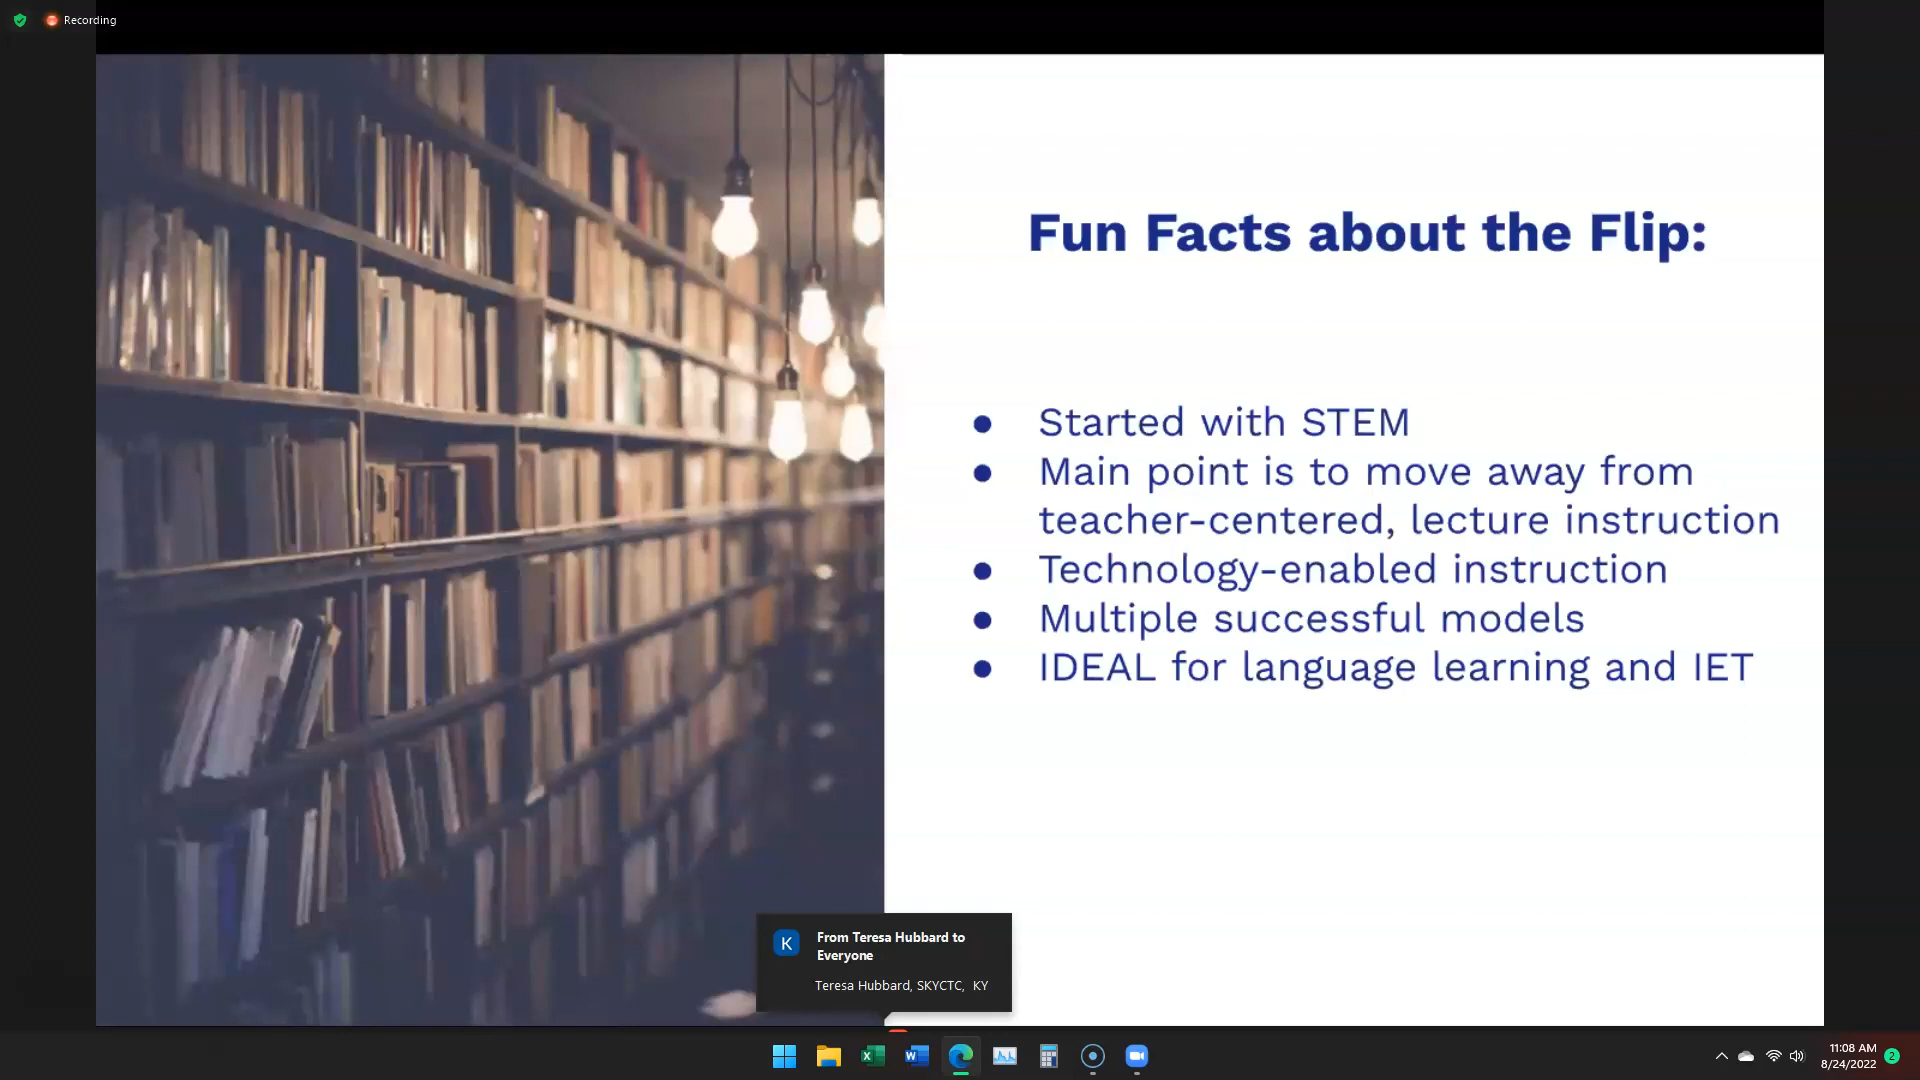 Recording
Fun Facts about the Flip:
● Started with STEM
● Main point is to move away from
teacher-centered, lecture instruction
● Technology-enabled instruction
● Multiple successful models
● IDEAL for language learning and IET
K
From Teresa Hubbard to
Everyone
Teresa Hubbard, SKYCTC, KY
11:08 AM
8/24/2022
2